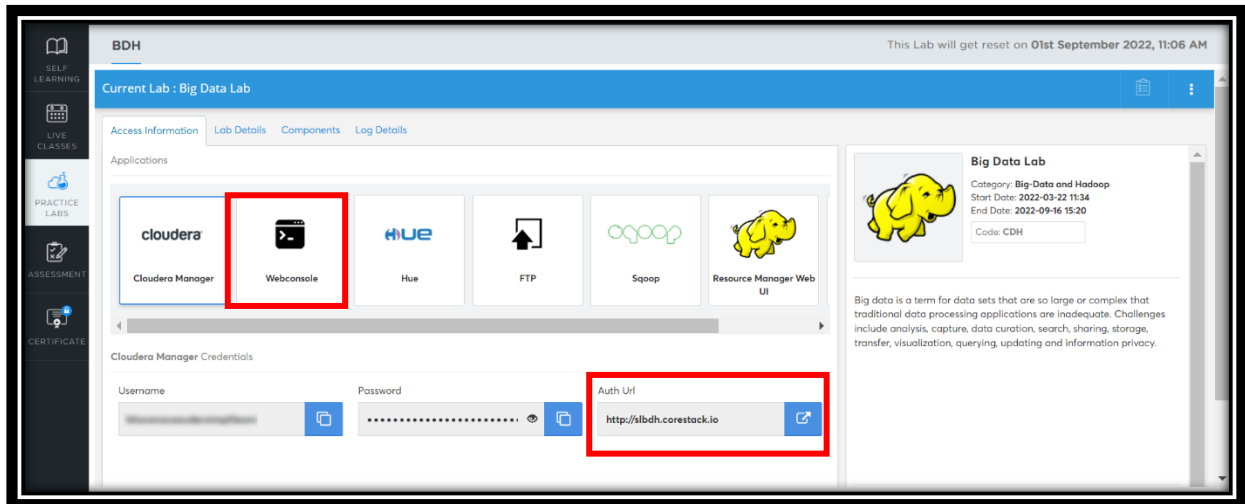 SELF
LEARNING
LIVE
CLASSES
PRACTICE
LABS
ASSESSMENT
CERTIFICATE
BDH
This Lab will get reset on 01st September 2022, 11:06 AM
Current Lab : Big Data Lab
Access Information Lab Details Components Log Details
Applications
cloudera
Cloudera Manager
Webconsole
HUE
Hue
FTP
sqoop
Sqoop
Resource Manager Web
UI
Cloudera Manager Credentials
Username
Password
Auth Url
http://slbdh.corestack.io
Big Data Lab
Category: Big-Data and Hadoop
Start Date: 2022-03-22 11:34
End Date: 2022-09-16 15:20
Code: CDH
Big data is a term for data sets that are so large or complex that
traditional data processing applications are inadequate. Challenges
include analysis, capture, data curation, search, sharing, storage,
transfer, visualization, querying, updating and information privacy.